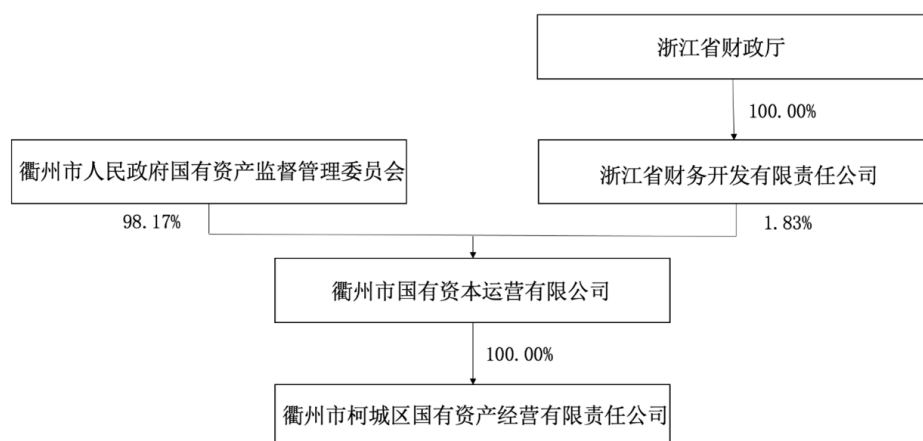 浙江省财政厅
100.00%
衢州市人民政府国有资产监督管理委员会
浙江省财务开发有限责任公司
98.17%
1.83%
衢州市国有资本运营有限公司
100.00%
衢州市柯城区国有资产经营有限责任公司